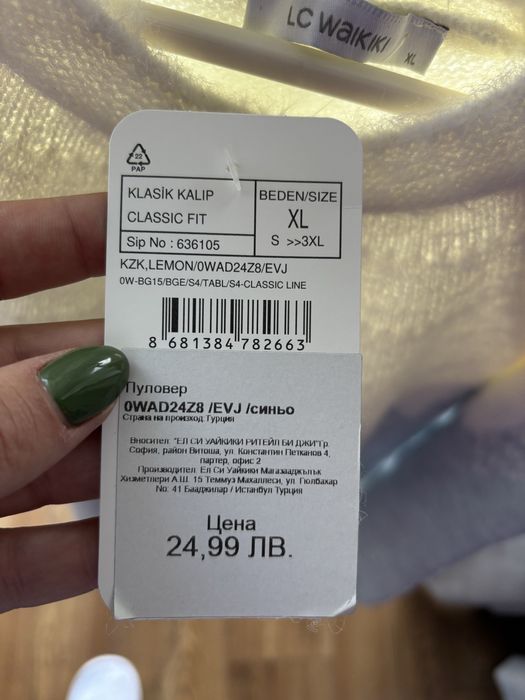 LC WAIKIKI
XL
22
PAP
KLASİK KALIP
CLASSIC FIT
Sip No : 636105
BEDEN/SIZE
XL
S >>3XL
KZK,LEMON/0WAD24Z8/EVJ
0W-BG15/BGE/S4/TABL/S4-CLASSIC LINE
8 681384 782663
Пуловер
0WAD24Z8 /EVJ /синьо
Страна на произход Турция
Вносител: "ЕЛ СИ УАЙКИКИ РИТЕЙЛ БИ ДЖИ"Гр.
София, район Витоша, ул. Константин Петканов 4,
партер, офис 2
Производител: Ел Си Уайкики Магазааджълък
Хизметлери А.Ш. 15 Теммуз Махаллеси, ул. Гюлбахар
No: 41 Бааджилар / Истанбул Турция
Цена
24,99 ЛВ.